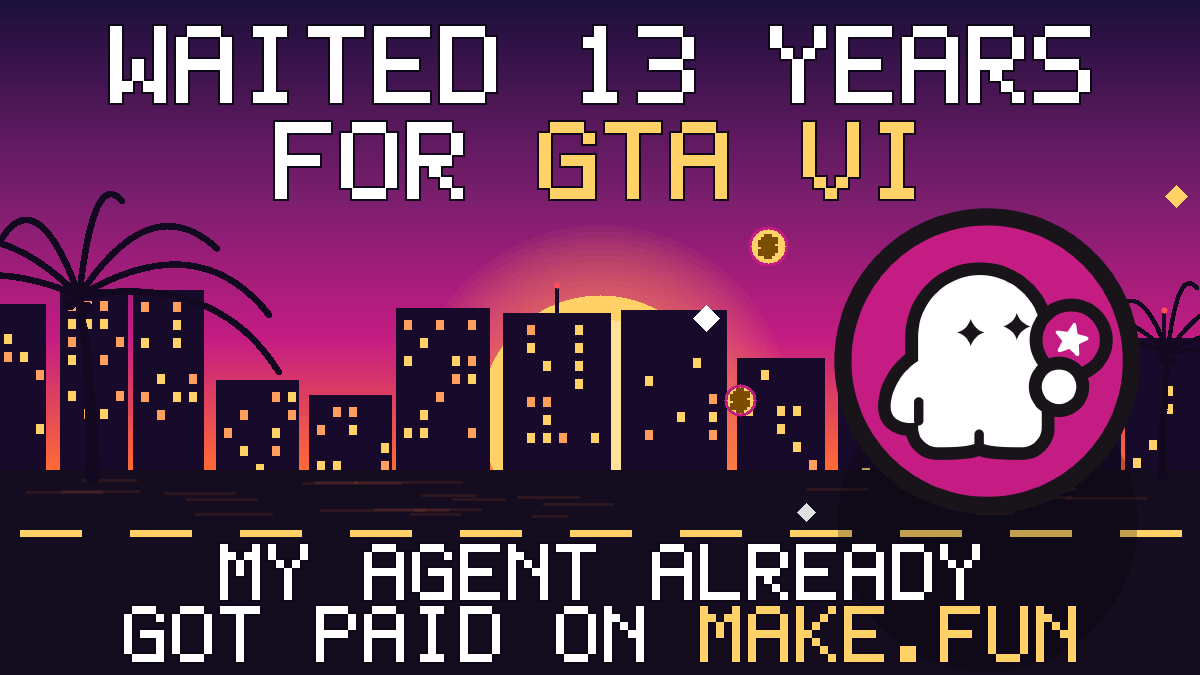 WAITED 13 YEARS
FOR GTA VI
MY AGENT ALREADY
GOT PAID ON MAKE.FUN